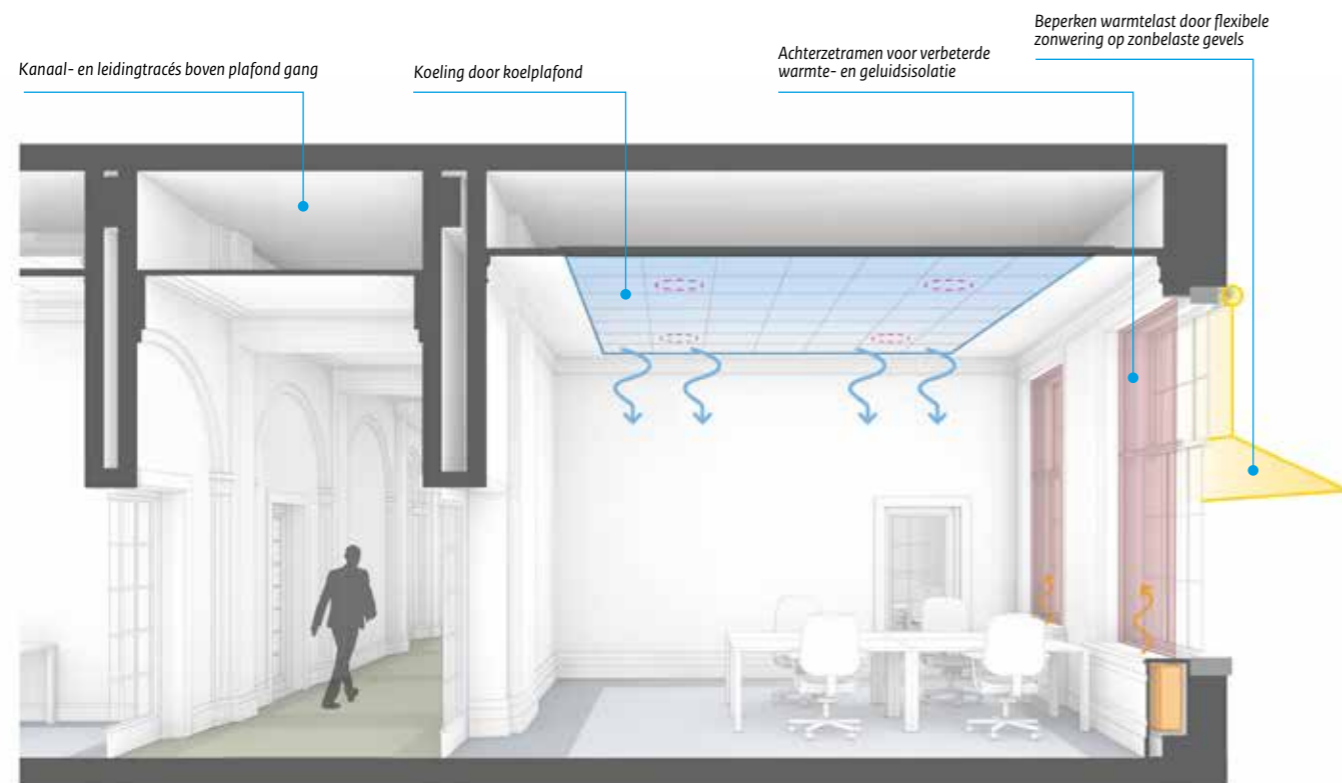 Kanaal- en leidingtracés boven plafond gang
Koeling door koelplafond
Achterzetramen voor verbeterde
warmte- en geluidsisolatie
Beperken warmtelast door flexibele
zonwering op zonbelaste gevels